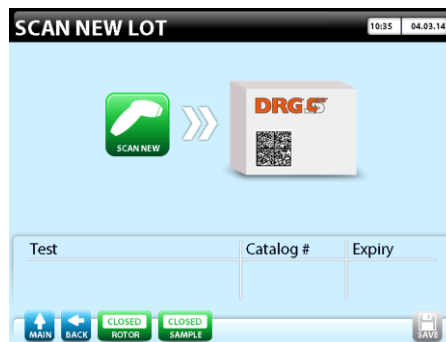 SCAN NEW LOT
10:35 04.03.14
SCAN NEW
DRG
Test Catalog # Expiry
MAIN BACK CLOSED ROTOR CLOSED SAMPLE SAVE